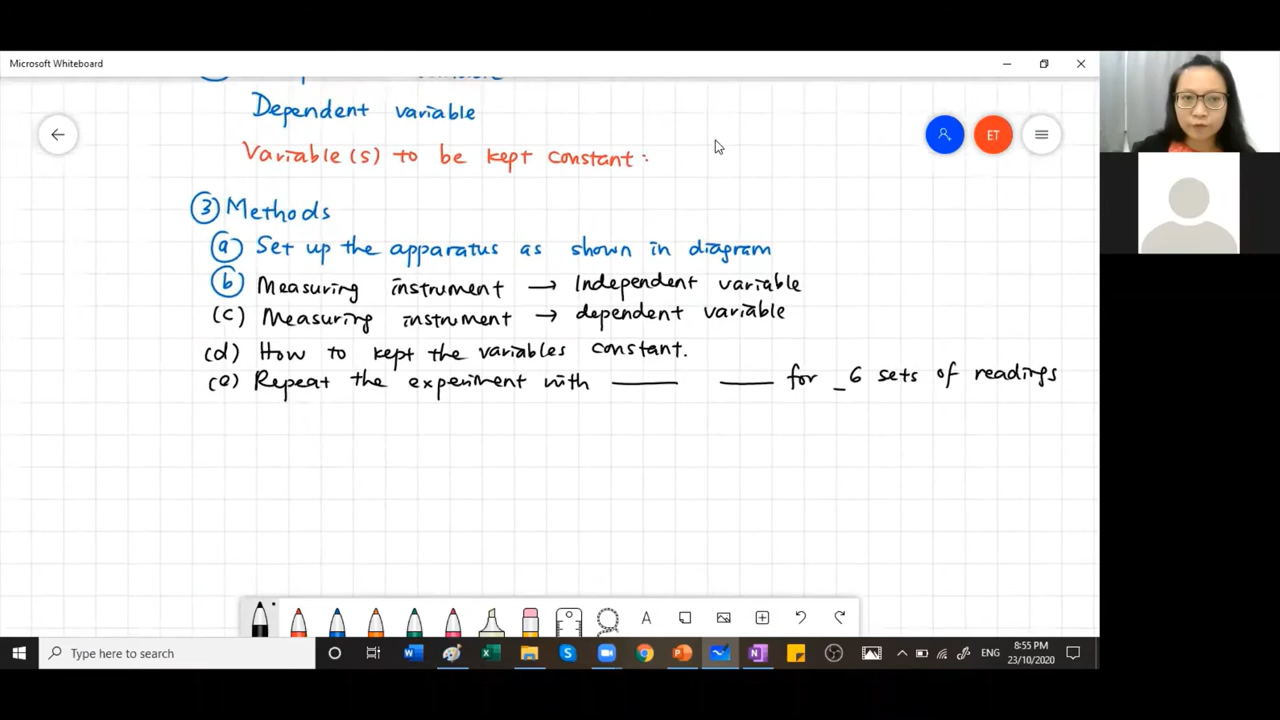 Microsoft Whiteboard
Dependent variable
Variable(s) to be kept constant:
③ Methods
ⓐ Set up the apparatus as shown in diagram
ⓑ Measuring instrument → Independent variable
(c) Measuring instrument → dependent variable
(d) How to kept the variables constant.
(e) Repeat the experiment with ____ ____ for _6 sets of readings
ET
A
Type here to search
ENG
8:55 PM
23/10/2020